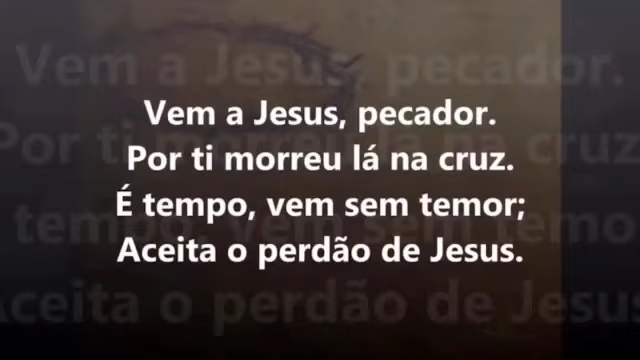 Vem a Jesus, pecador.
Por ti morreu lá na cruz.
É tempo, vem sem temor;
Aceita o perdão de Jesus.